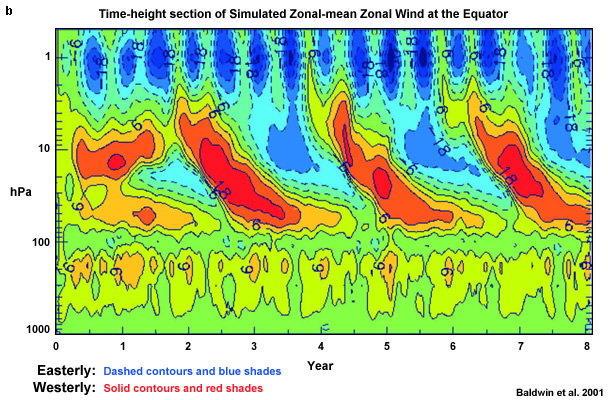 b
Time-height section of Simulated Zonal-mean Zonal Wind at the Equator
1
10
hPa
100
1000
0 1 2 3 4 5 6 7 8
Year
Easterly: Dashed contours and blue shades
Westerly: Solid contours and red shades
Baldwin et al. 2001